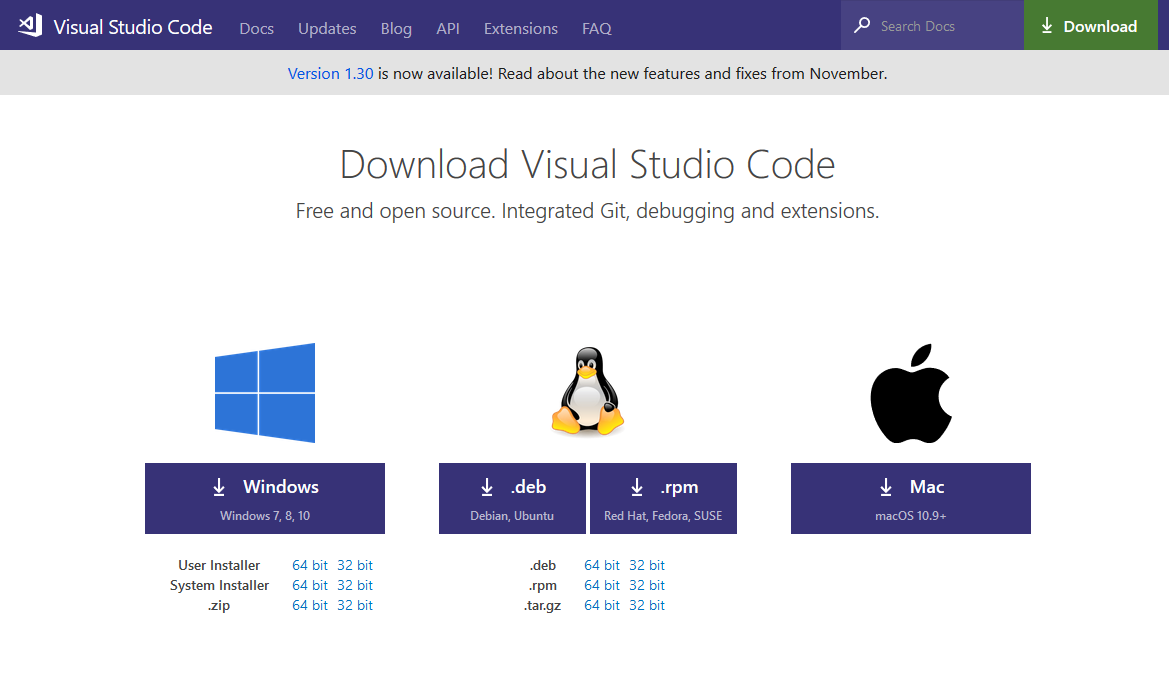 Visual Studio Code Docs Updates Blog API Extensions FAQ Search Docs Download
Version 1.30 is now available! Read about the new features and fixes from November.
Download Visual Studio Code
Free and open source. Integrated Git, debugging and extensions.
Windows
Windows 7, 8, 10
.deb
Debian, Ubuntu
.rpm
Red Hat, Fedora, SUSE
Mac
macOS 10.9+
User Installer 64 bit 32 bit
System Installer 64 bit 32 bit
.zip 64 bit 32 bit
.deb 64 bit 32 bit
.rpm 64 bit 32 bit
.tar.gz 64 bit 32 bit